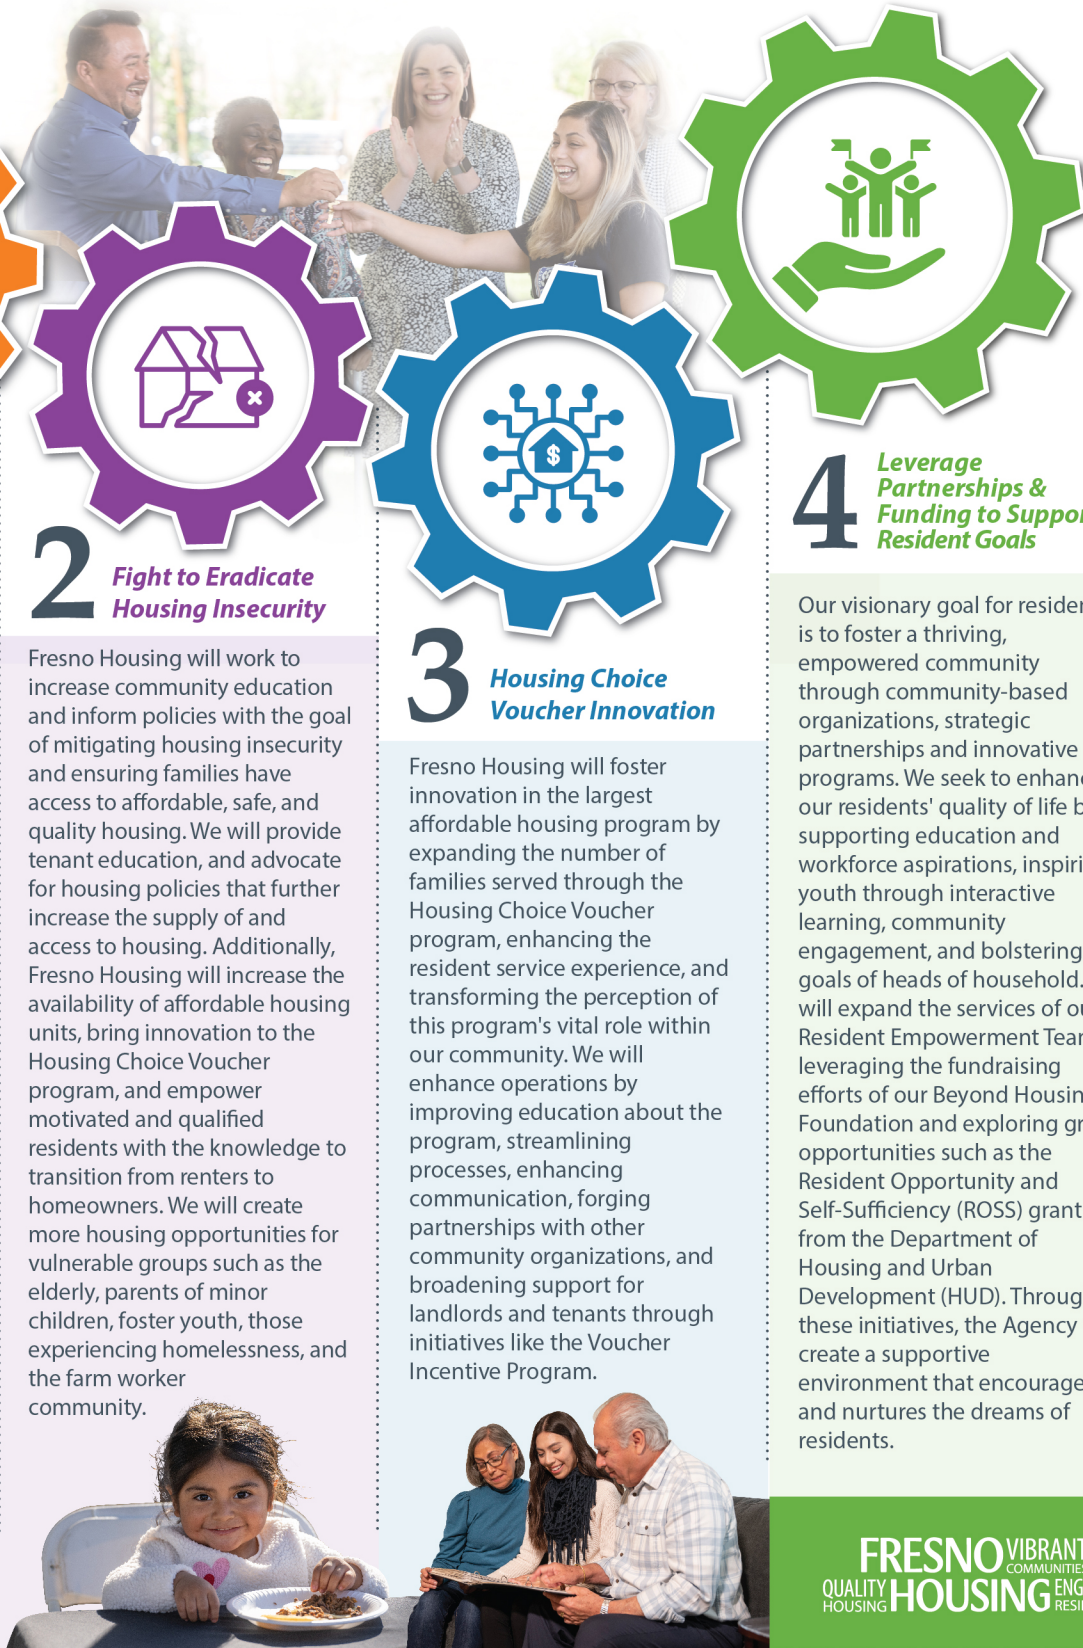 2
Fight to Eradicate
Housing Insecurity
Fresno Housing will work to
increase community education
and inform policies with the goal
of mitigating housing insecurity
and ensuring families have
access to affordable, safe, and
quality housing. We will provide
tenant education, and advocate
for housing policies that further
increase the supply of and
access to housing. Additionally,
Fresno Housing will increase the
availability of affordable housing
units, bring innovation to the
Housing Choice Voucher
program, and empower
motivated and qualified
residents with the knowledge to
transition from renters to
homeowners. We will create
more housing opportunities for
vulnerable groups such as the
elderly, parents of minor
children, foster youth, those
experiencing homelessness, and
the farm worker
community.
$
3
Housing Choice
Voucher Innovation
Fresno Housing will foster
innovation in the largest
affordable housing program by
expanding the number of
families served through the
Housing Choice Voucher
program, enhancing the
resident service experience, and
transforming the perception of
this program's vital role within
our community. We will
enhance operations by
improving education about the
program, streamlining
processes, enhancing
communication, forging
partnerships with other
community organizations, and
broadening support for
landlords and tenants through
initiatives like the Voucher
Incentive Program.
4
Leverage
Partnerships &
Funding to Suppor
Resident Goals
Our visionary goal for residen
is to foster a thriving,
empowered community
through community-based
organizations, strategic
partnerships and innovative
programs. We seek to enhanc
our residents' quality of life b
supporting education and
workforce aspirations, inspiri
youth through interactive
learning, community
engagement, and bolstering
goals of heads of household.
will expand the services of ou
Resident Empowerment Tear
leveraging the fundraising
efforts of our Beyond Housin
Foundation and exploring gr
opportunities such as the
Resident Opportunity and
Self-Sufficiency (ROSS) grant
from the Department of
Housing and Urban
Development (HUD). Throug
these initiatives, the Agency
create a supportive
environment that encourage
and nurtures the dreams of
residents.
FRESNO VIBRANT
COMMUNITIES
QUALITY HOUSING ENG
HOUSING RESI